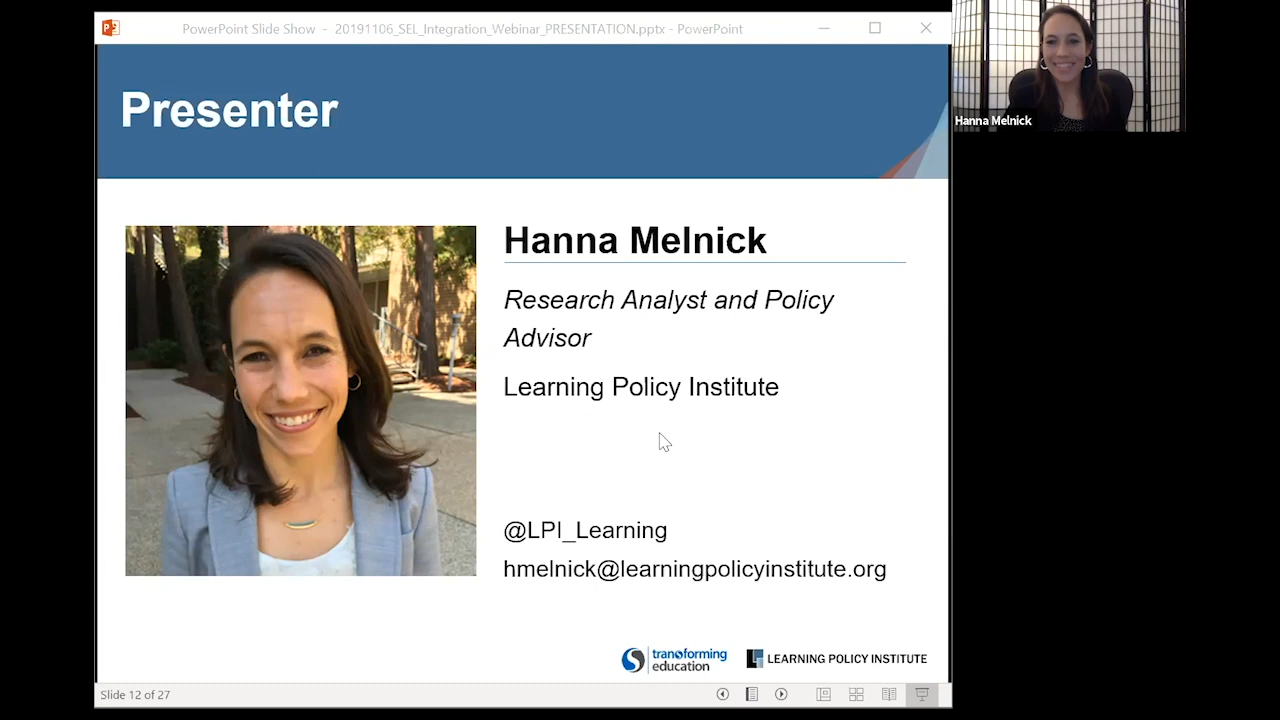 PowerPoint Slide Show - 20191106_SEL_Integration_Webinar_PRESENTATION.pptx - PowerPoint
Presenter
Hanna Melnick
Hanna Melnick
Research Analyst and Policy
Advisor
Learning Policy Institute
@LPI_Learning
hmelnick@learningpolicyinstitute.org
transforming
education
LEARNING POLICY INSTITUTE
Slide 12 of 27